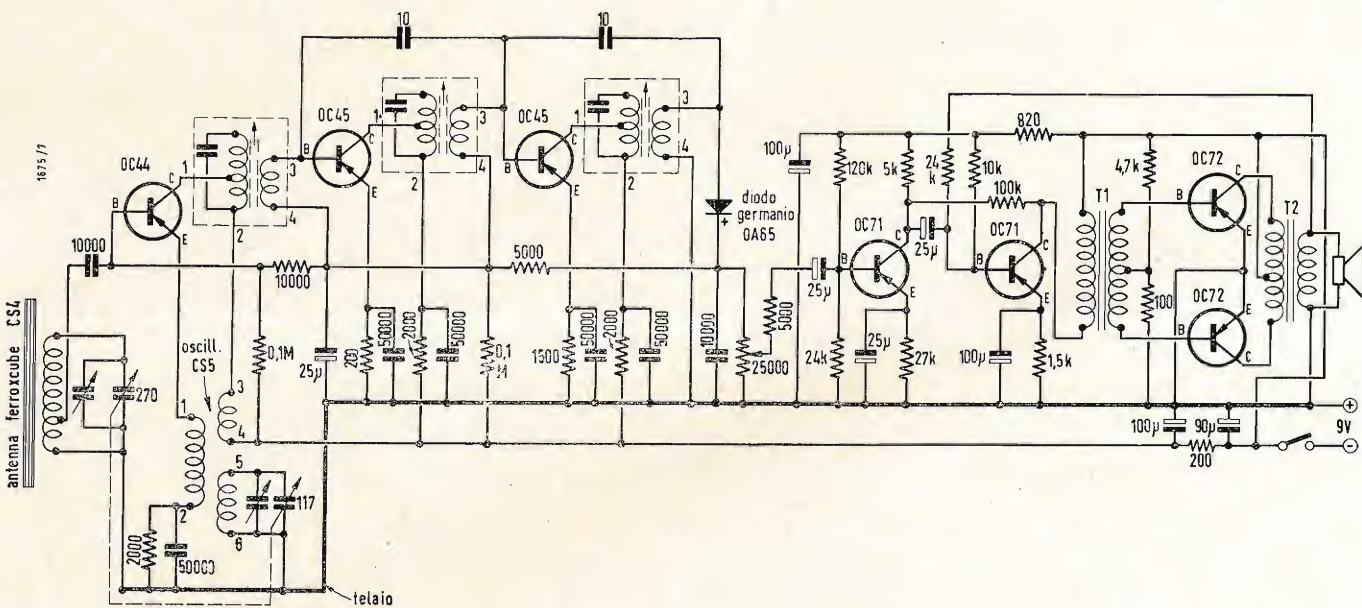 1675/7
antenna ferroxcube CS4
10000
270
OC44
B
C
E
1
2
3
4
oscill.
CS5
1
2
3
4
5
6
117
2000
50000
telaio
0,1M
10000
25µ
10
10
OC45
B
C
E
1
2
3
4
200
50000
2000
50000
0,1
M
5000
OC45
B
C
E
1
2
3
4
1500
50000
2000
50000
diodo
germanio
OA65
+
10000
25000
5000
25µ
100µ
120k
24k
OC71
B
C
E
5k
25µ
25µ
27k
24
k
10k
100k
820
OC71
B
C
E
100µ
1,5k
T1
4,7k
100
OC72
B
C
E
OC72
B
C
E
T2
100µ
90µ
200
+
9V
−